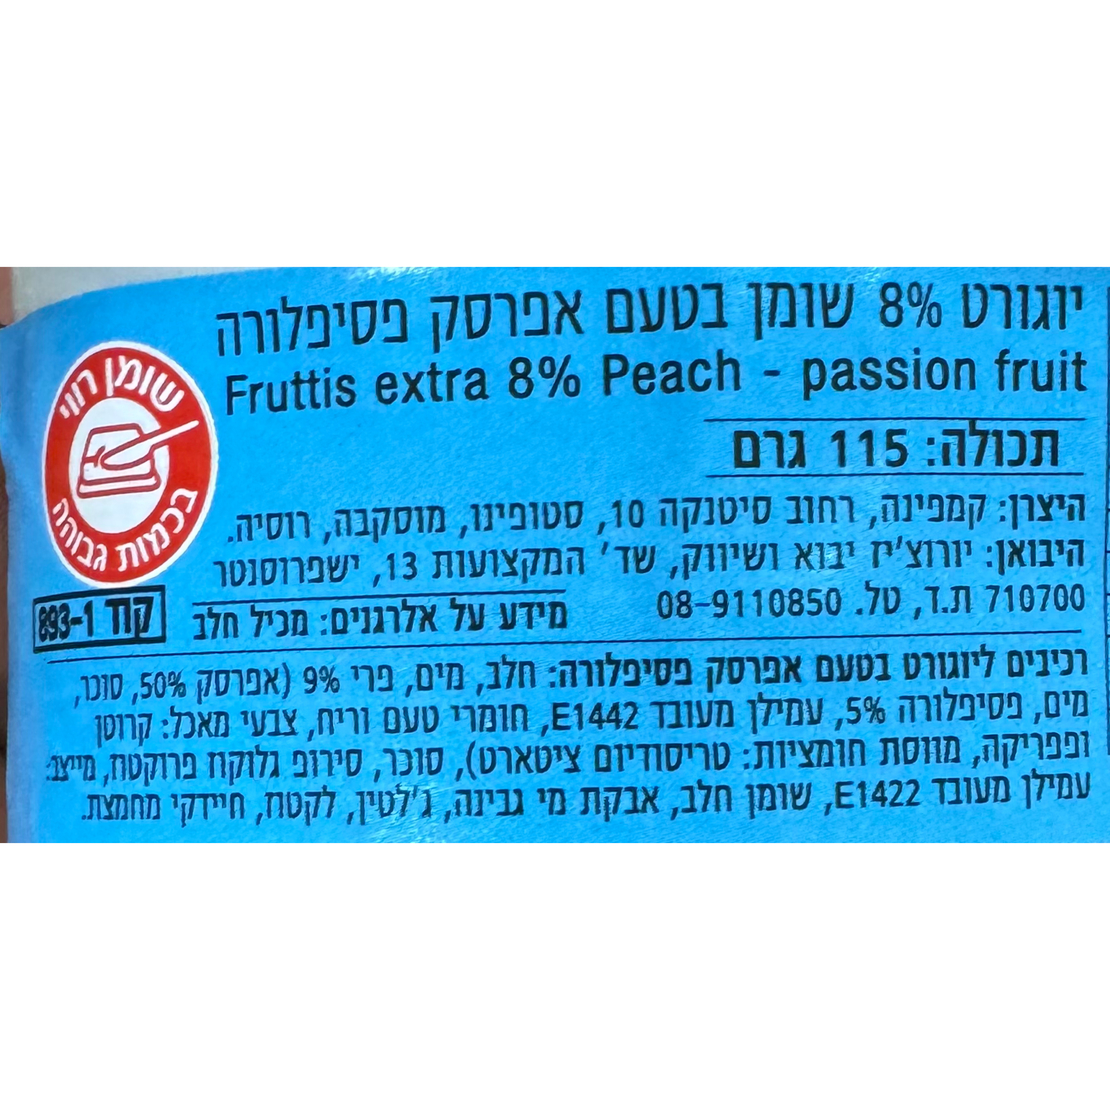 יוגורט 8% שומן בטעם אפרסק פסיפלורה
Fruttis extra 8% Peach - passion fruit
שומן רווי
בכמות גבוהה
תכולה: 115 גרם
היצרן: קמפינה, רחוב סיטנקה 10, סטופינו, מוסקבה, רוסיה.
היבואן: יורוצ'יז יבוא ושיווק, שד' המקצועות 13, ישפרוסנטר
710700 ת.ד, טל. 08-9110850
מידע על אלרגנים: מכיל חלב
קוד 893-1
רכיבים ליוגורט בטעם אפרסק פסיפלורה: חלב, מים, פרי 9% (אפרסק 50%, סוכר,
מים, פסיפלורה 5%, עמילן מעובד E1442, חומרי טעם וריח, צבעי מאכל: קרוטן
ופפריקה, מווסת חומציות: טריסודיום ציטארט), סוכר, סירופ גלוקוז פרוקטוז, מייצב:
עמילן מעובד E1422, שומן חלב, אבקת מי גבינה, ג'לטין, לקטוז, חיידקי מחמצת.